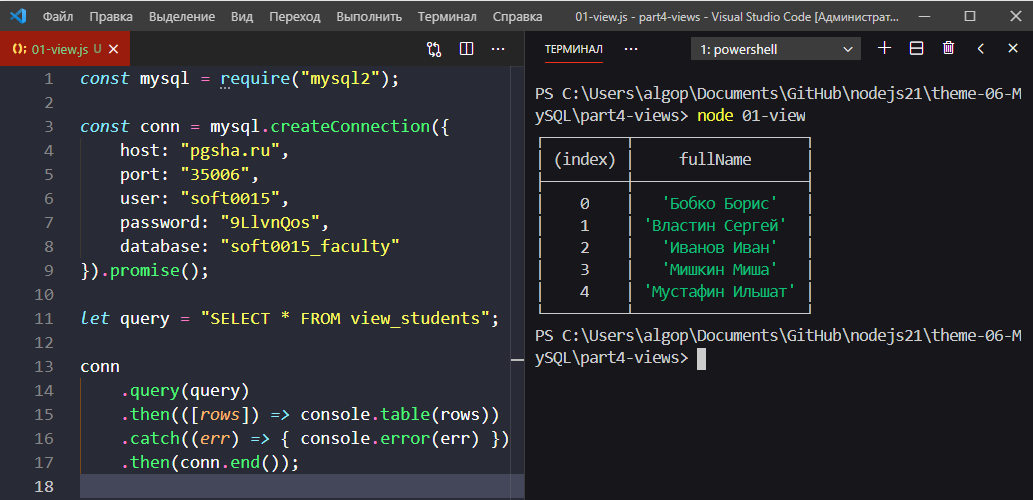 Файл Правка Выделение Вид Переход Выполнить Терминал Справка 01-view.js - part4-views - Visual Studio Code [Администрат...
{}: 01-view.js U
1 const mysql = require("mysql2");
2
3 const conn = mysql.createConnection({
4 host: "pgsha.ru",
5 port: "35006",
6 user: "soft0015",
7 password: "9LlvnQos",
8 database: "soft0015_faculty"
9 }).promise();
10
11 let query = "SELECT * FROM view_students";
12
13 conn
14 .query(query)
15 .then(([rows]) => console.table(rows))
16 .catch((err) => { console.error(err) })
17 .then(conn.end());
18
ТЕРМИНАЛ ... 1: powershell
PS C:\Users\algop\Documents\GitHub\nodejs21\theme-06-M
ySQL\part4-views> node 01-view
(index) fullName
0 'Бобко Борис'
1 'Властин Сергей'
2 'Иванов Иван'
3 'Мишкин Миша'
4 'Мустафин Ильшат'
PS C:\Users\algop\Documents\GitHub\nodejs21\theme-06-M
ySQL\part4-views>